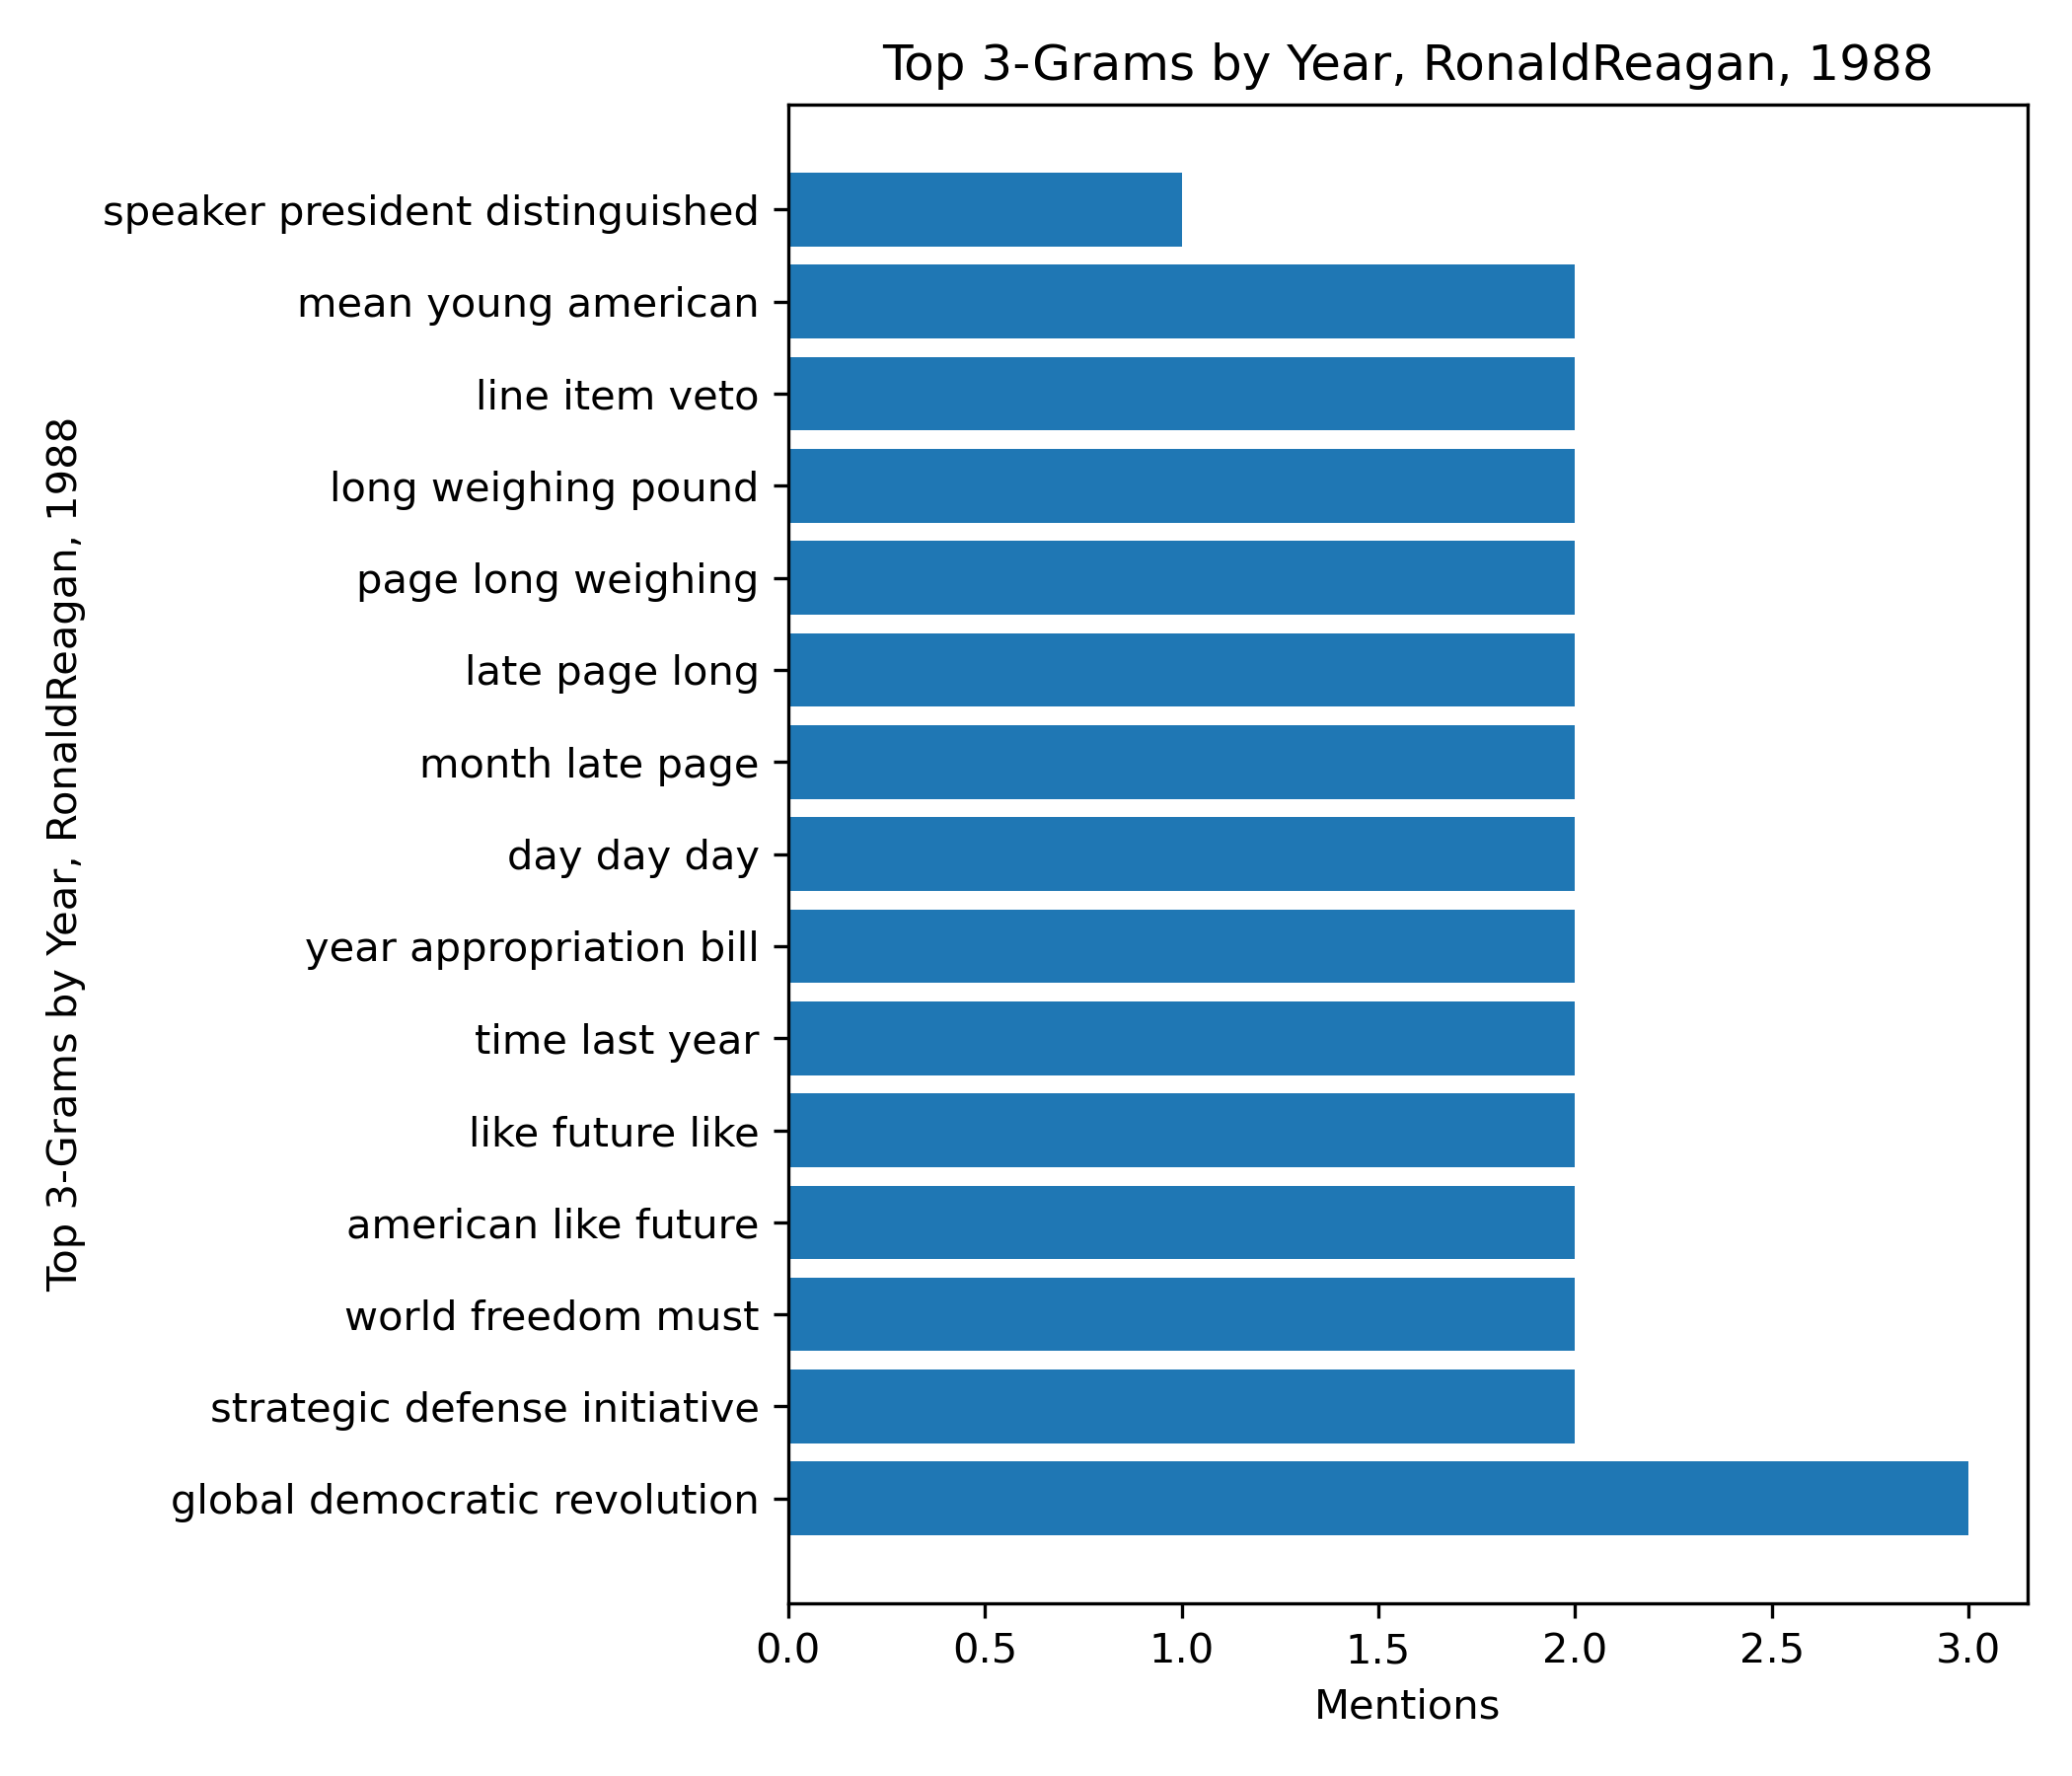 Top 3-Grams by Year, RonaldReagan, 1988
Top 3-Grams by Year, RonaldReagan, 1988
speaker president distinguished
mean young american
line item veto
long weighing pound
page long weighing
late page long
month late page
day day day
year appropriation bill
time last year
like future like
american like future
world freedom must
strategic defense initiative
global democratic revolution
0.0 0.5 1.0 1.5 2.0 2.5 3.0
Mentions